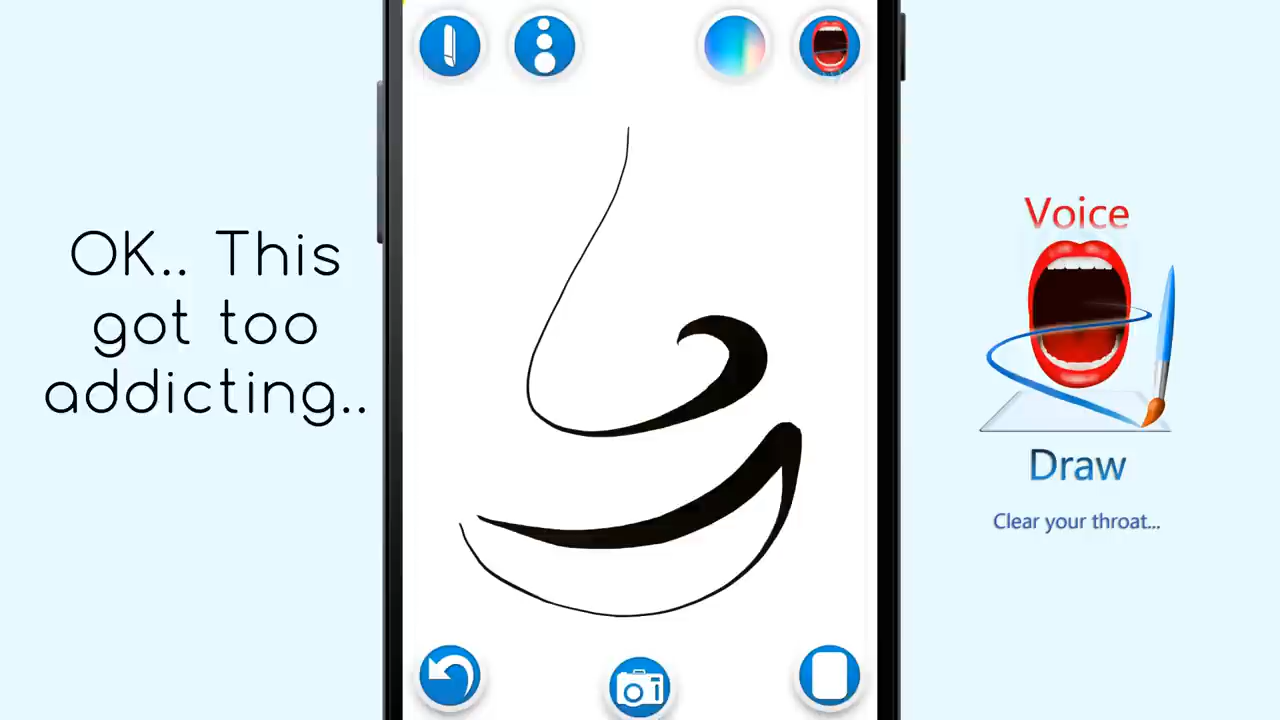 OK.. This
got too
addicting..
Voice
Draw
Clear your throat...